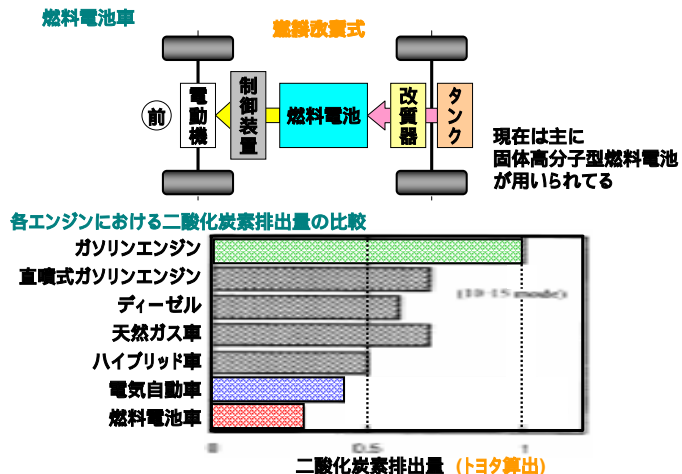 燃料電池車
燃接改質式
前
電動機
制御装置
燃料電池
改質器
タンク
現在は主に
固体高分子型燃料電池
が用いられてる
各エンジンにおける二酸化炭素排出量の比較
ガソリンエンジン
直噴式ガソリンエンジン
ディーゼル
天然ガス車
ハイブリッド車
電気自動車
燃料電池車
(10-15 mode)
0 0.5 1
二酸化炭素排出量 (トヨタ算出)